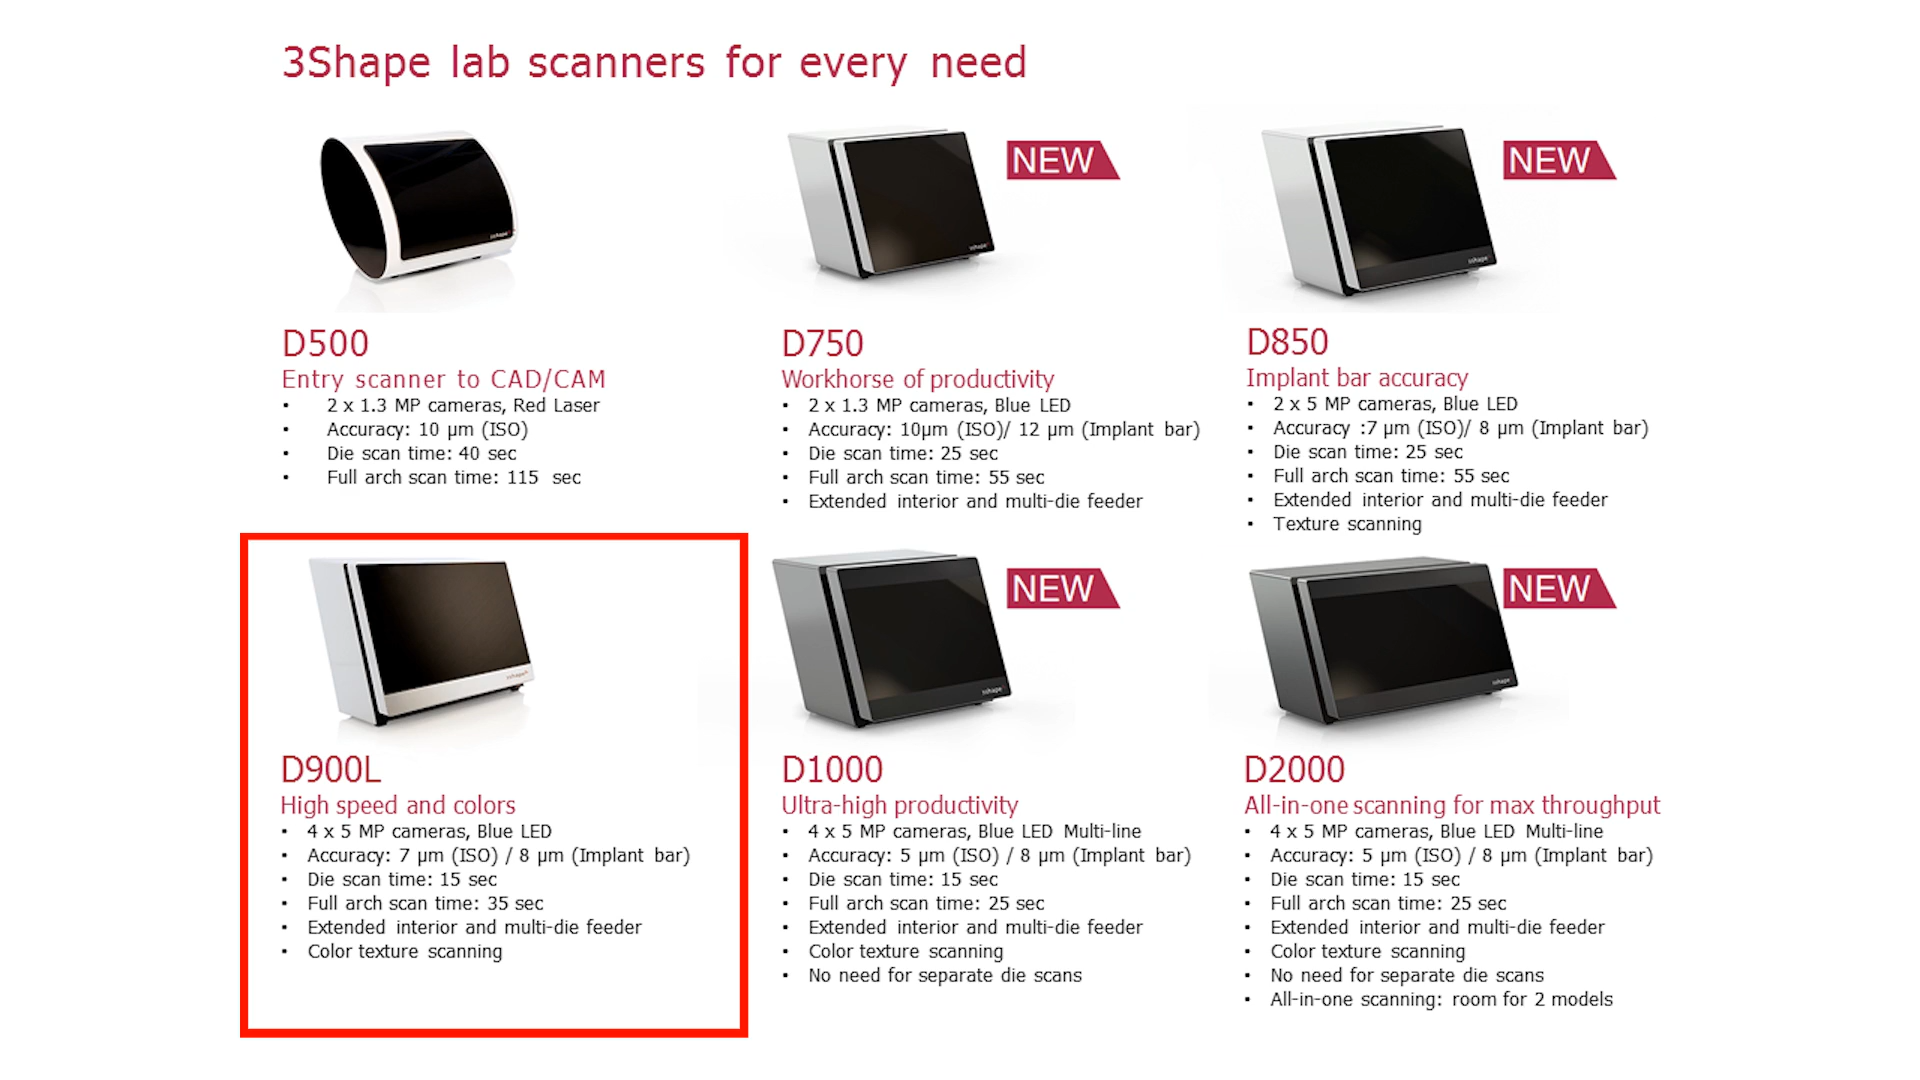 3Shape lab scanners for every need
NEW
NEW
3shape
3shape
3shape
D500
Entry scanner to CAD/CAM
• 2 x 1.3 MP cameras, Red Laser
• Accuracy: 10 µm (ISO)
• Die scan time: 40 sec
• Full arch scan time: 115 sec
D750
Workhorse of productivity
• 2 x 1.3 MP cameras, Blue LED
• Accuracy: 10µm (ISO)/ 12 µm (Implant bar)
• Die scan time: 25 sec
• Full arch scan time: 55 sec
• Extended interior and multi-die feeder
D850
Implant bar accuracy
• 2 x 5 MP cameras, Blue LED
• Accuracy :7 µm (ISO)/ 8 µm (Implant bar)
• Die scan time: 25 sec
• Full arch scan time: 55 sec
• Extended interior and multi-die feeder
• Texture scanning
NEW
NEW
3shape
3shape
3shape
D900L
High speed and colors
• 4 x 5 MP cameras, Blue LED
• Accuracy: 7 µm (ISO) / 8 µm (Implant bar)
• Die scan time: 15 sec
• Full arch scan time: 35 sec
• Extended interior and multi-die feeder
• Color texture scanning
D1000
Ultra-high productivity
• 4 x 5 MP cameras, Blue LED Multi-line
• Accuracy: 5 µm (ISO) / 8 µm (Implant bar)
• Die scan time: 15 sec
• Full arch scan time: 25 sec
• Extended interior and multi-die feeder
• Color texture scanning
• No need for separate die scans
D2000
All-in-one scanning for max throughput
• 4 x 5 MP cameras, Blue LED Multi-line
• Accuracy: 5 µm (ISO) / 8 µm (Implant bar)
• Die scan time: 15 sec
• Full arch scan time: 25 sec
• Extended interior and multi-die feeder
• Color texture scanning
• No need for separate die scans
• All-in-one scanning: room for 2 models